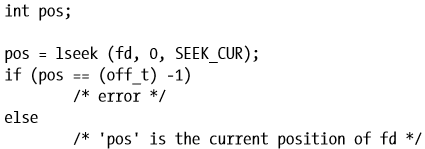 int pos;
pos = lseek (fd, 0, SEEK_CUR);
if (pos == (off_t) -1)
        /* error */
else
        /* 'pos' is the current position of fd */